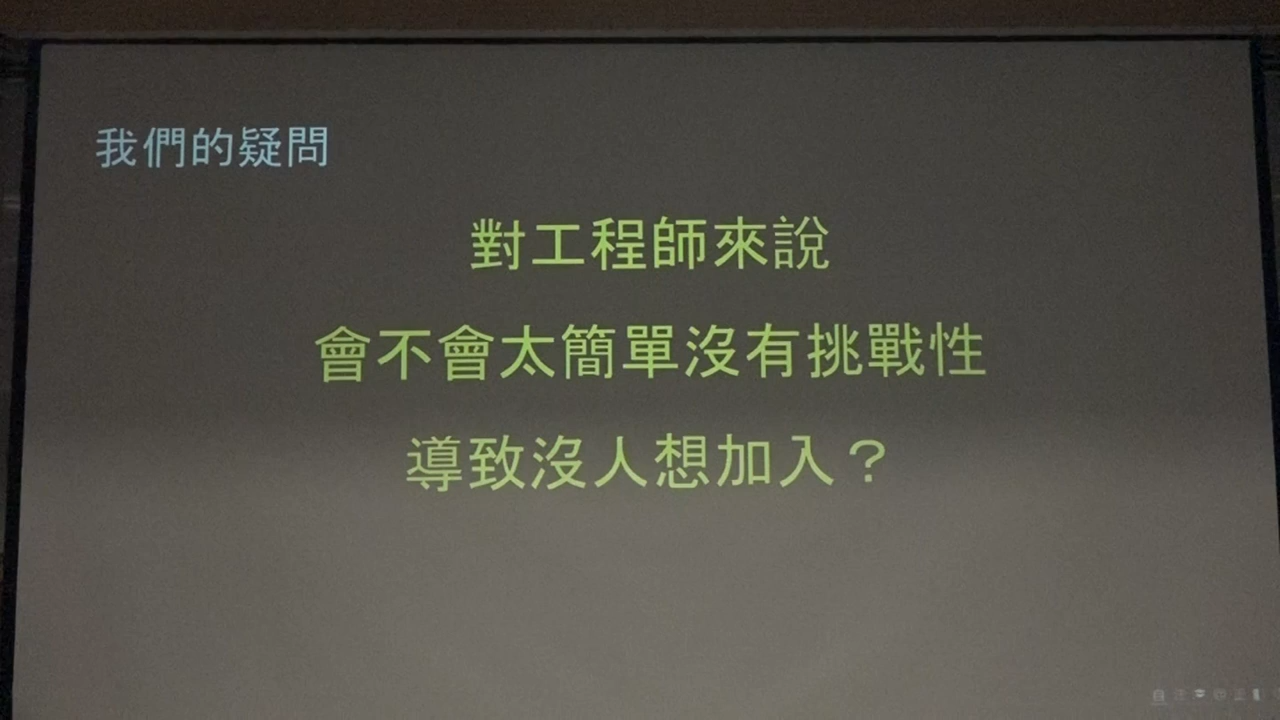 我們的疑問
對工程師來說
會不會太簡單沒有挑戰性
導致沒人想加入？